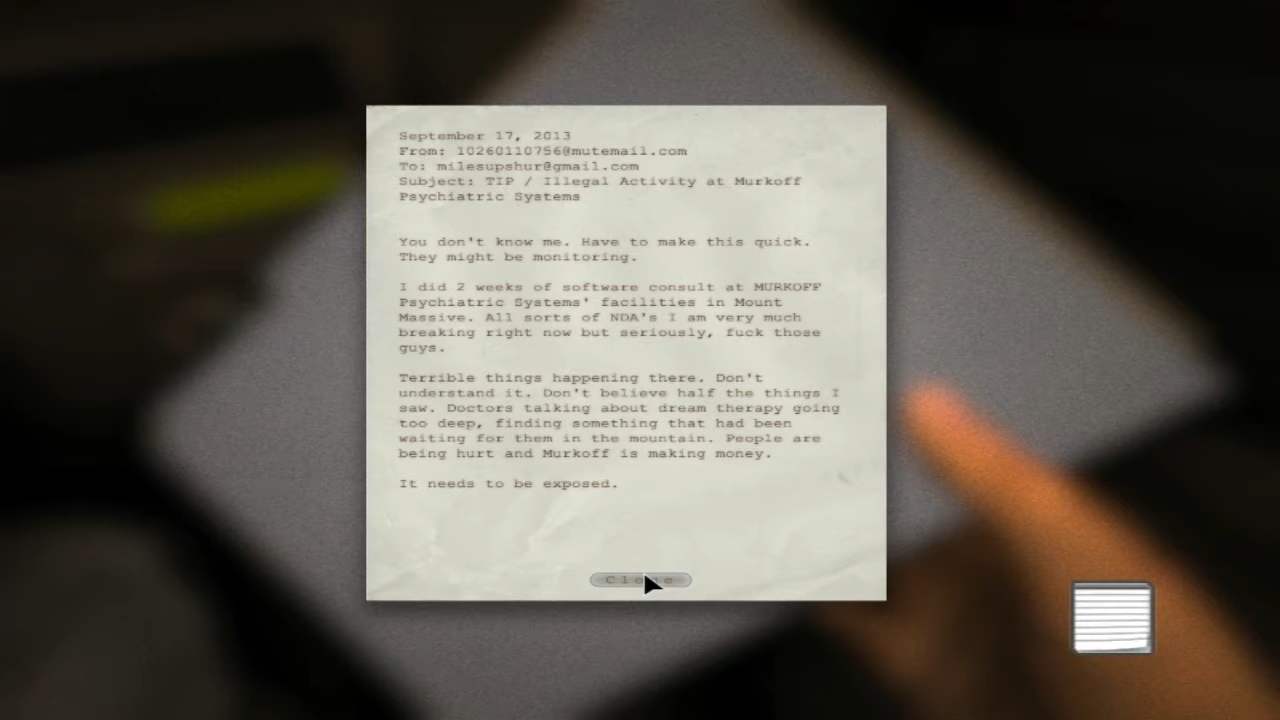 September 17, 2013
From: 10260110756@mutemail.com
To: milesupshur@gmail.com
Subject: TIP / Illegal Activity at Murkoff
Psychiatric Systems
You don't know me. Have to make this quick.
They might be monitoring.
I did 2 weeks of software consult at MURKOFF
Psychiatric Systems' facilities in Mount
Massive. All sorts of NDA's I am very much
breaking right now but seriously, fuck those
guys.
Terrible things happening there. Don't
understand it. Don't believe half the things I
saw. Doctors talking about dream therapy going
too deep, finding something that had been
waiting for them in the mountain. People are
being hurt and Murkoff is making money.
It needs to be exposed.
Close